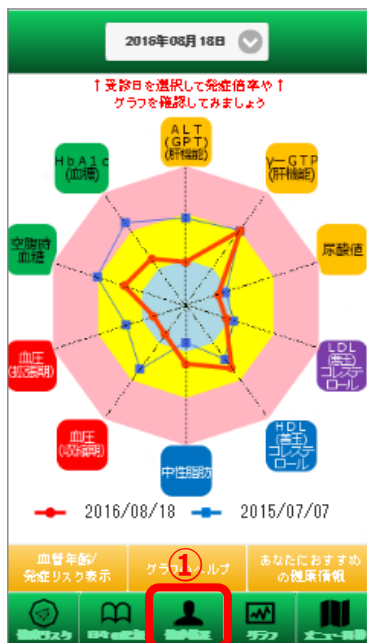 2016年08月18日
↑受診日を選択して発症倍率や↑
グラフを確認してみましょう
ALT
(GPT)
(肝機能)
HbA1c
(血糖)
γ-GTP
(肝機能)
空腹時
血糖
尿酸値
血圧
(拡張期)
LDL
(悪玉)
コレステ
ロール
血圧
(収縮期)
HDL
(善玉)
コレステ
ロール
中性脂肪
2016/08/18
2015/07/07
血管年齢/
発症リスク表示
グラフ ヘルプ
あなたにおすすめ
の健康情報
①
グラフ